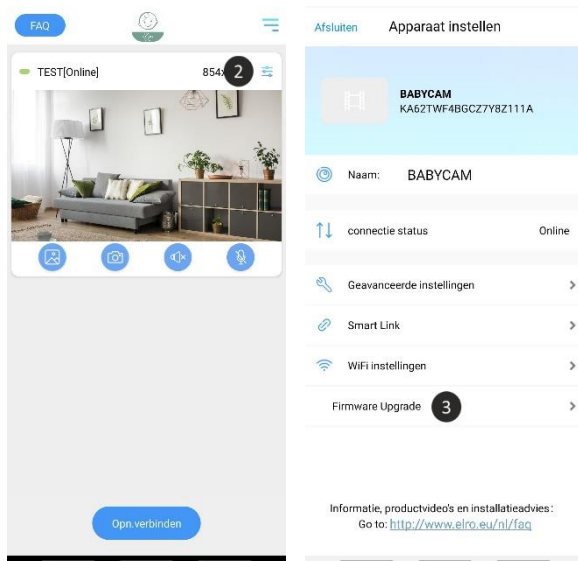 FAQ
TEST[Online]
854x
2
Opn.verbinden
Afsluiten
Apparaat instellen
BABYCAM
KA62TWF4BGCZ7Y8Z111A
Naam: BABYCAM
connectie status Online
Geavanceerde instellingen
Smart Link
WiFi instellingen
Firmware Upgrade 3
Informatie, productvideo's en installatieadvies:
Go to: http://www.elro.eu/nl/faq